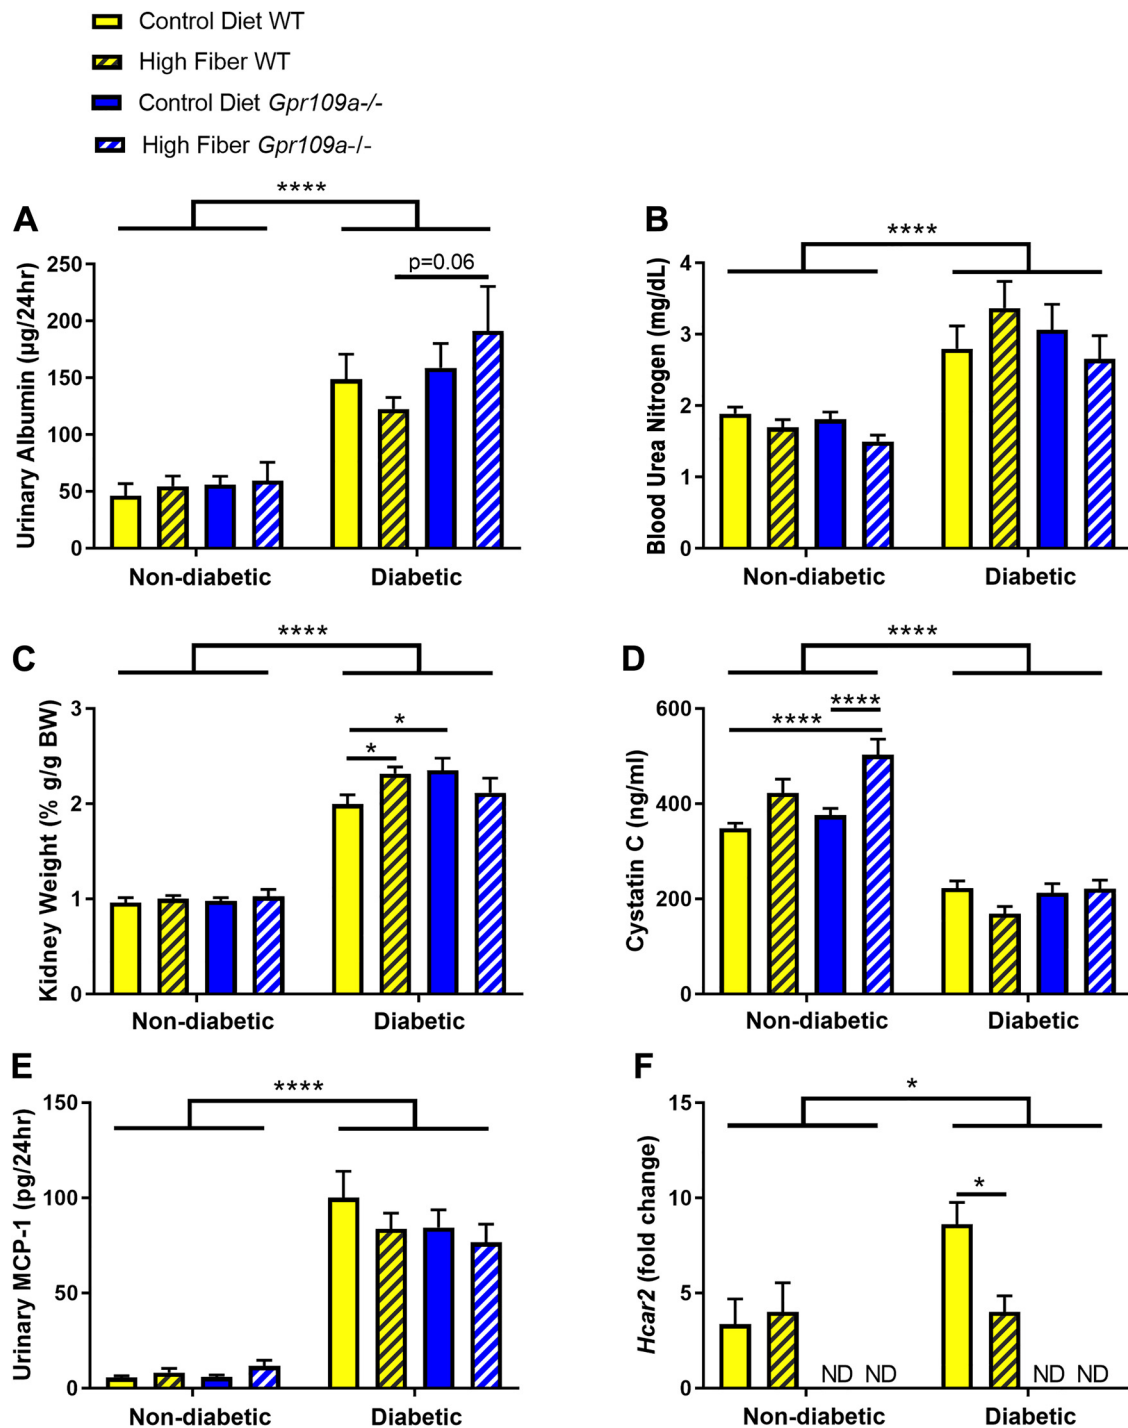 Control Diet WT
High Fiber WT
Control Diet Gpr109a-/-
High Fiber Gpr109a-/-
A
****
p=0.06
Urinary Albumin (µg/24hr)
250
200
150
100
50
0
Non-diabetic
Diabetic
B
****
Blood Urea Nitrogen (mg/dL)
4
3
2
1
0
Non-diabetic
Diabetic
C
****
*
*
Kidney Weight (% g/g BW)
3
2
1
0
Non-diabetic
Diabetic
D
****
****
****
Cystatin C (ng/ml)
600
400
200
0
Non-diabetic
Diabetic
E
****
Urinary MCP-1 (pg/24hr)
150
100
50
0
Non-diabetic
Diabetic
F
*
*
Hcar2 (fold change)
15
10
5
0
ND ND
ND ND
Non-diabetic
Diabetic